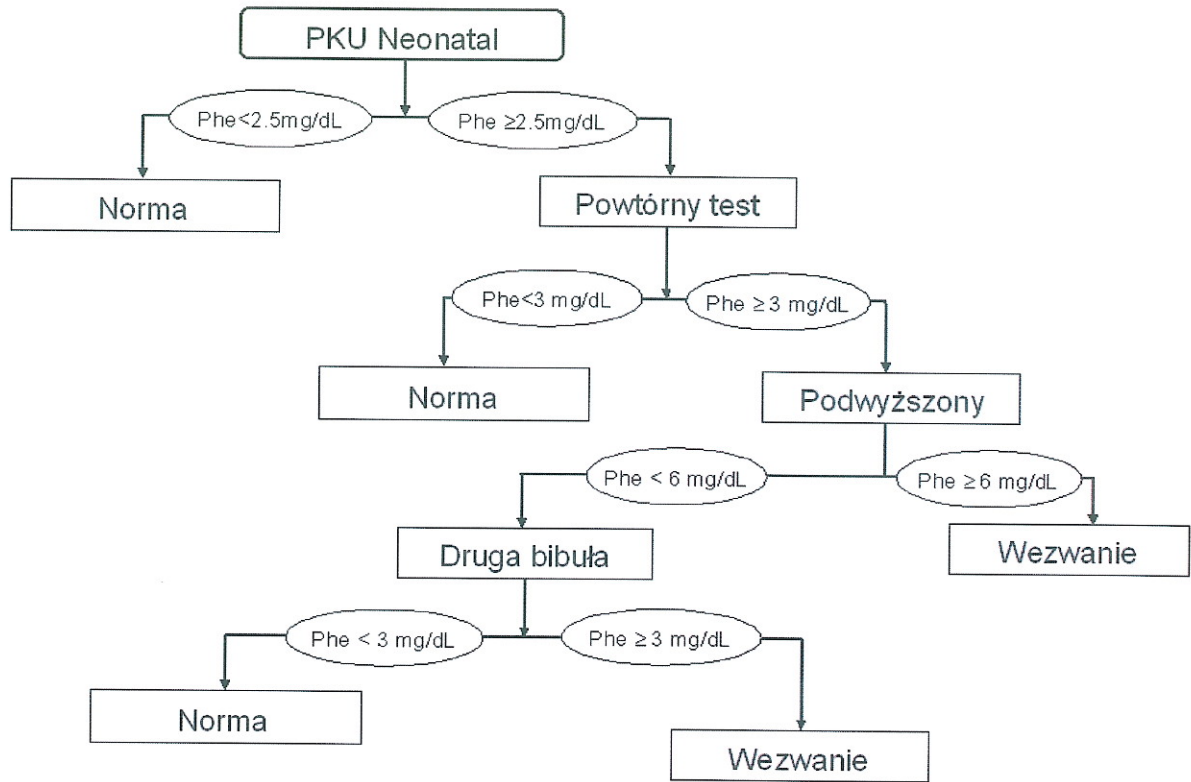 PKU Neonatal
Phe<2.5mg/dL
Phe ≥2.5mg/dL
Norma
Powtórny test
Phe<3 mg/dL
Phe ≥3 mg/dL
Norma
Podwyższony
Phe < 6 mg/dL
Phe ≥ 6 mg/dL
Druga bibuła
Wezwanie
Phe < 3 mg/dL
Phe ≥ 3 mg/dL
Norma
Wezwanie